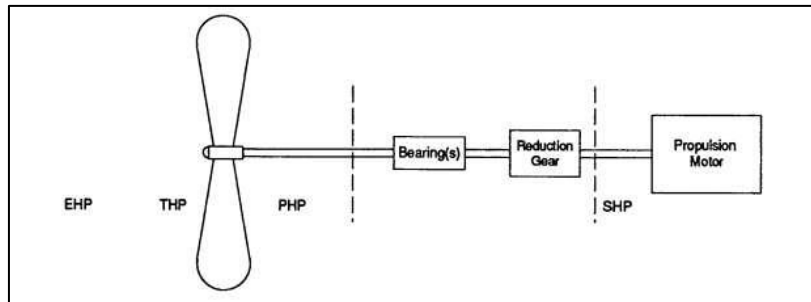 Bearing(s)
Reduction
Gear
Propulsion
Motor
EHP
THP
PHP
SHP